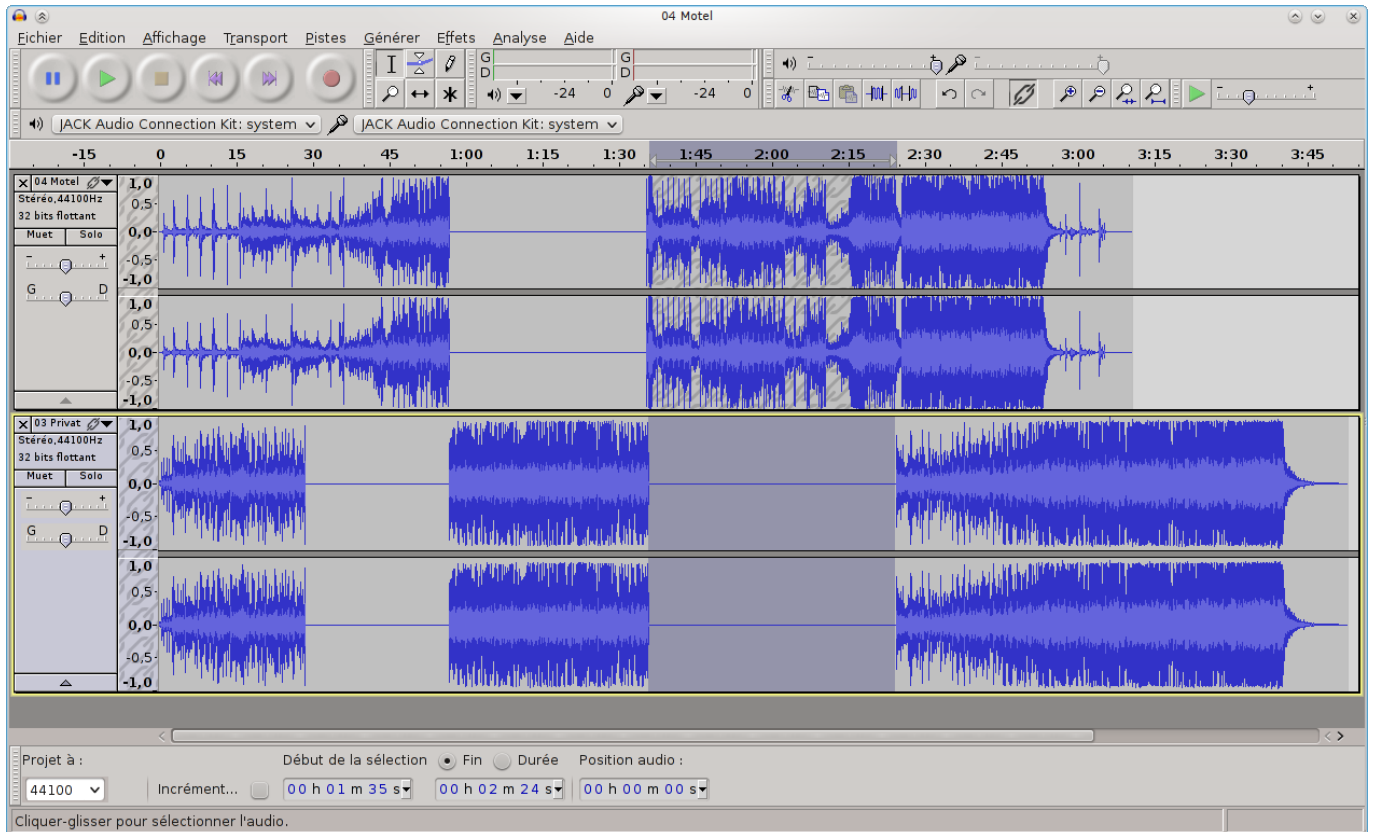 04 Motel
Fichier Edition Affichage Transport Pistes Générer Effets Analyse Aide
G
D
-24 0
G
D
-24 0
JACK Audio Connection Kit: system
JACK Audio Connection Kit: system
-15 0 15 30 45 1:00 1:15 1:30 1:45 2:00 2:15 2:30 2:45 3:00 3:15 3:30 3:45
04 Motel
Stéréo,44100Hz
32 bits flottant
Muet Solo
- +
G D
1,0
0,5
0,0
-0,5
-1,0
1,0
0,5
0,0
-0,5
-1,0
03 Privat
Stéréo,44100Hz
32 bits flottant
Muet Solo
- +
G D
1,0
0,5
0,0
-0,5
-1,0
1,0
0,5
0,0
-0,5
-1,0
Projet à :
Début de la sélection Fin Durée Position audio :
44100 Incrément... 00 h 01 m 35 s 00 h 02 m 24 s 00 h 00 m 00 s
Cliquer-glisser pour sélectionner l'audio.